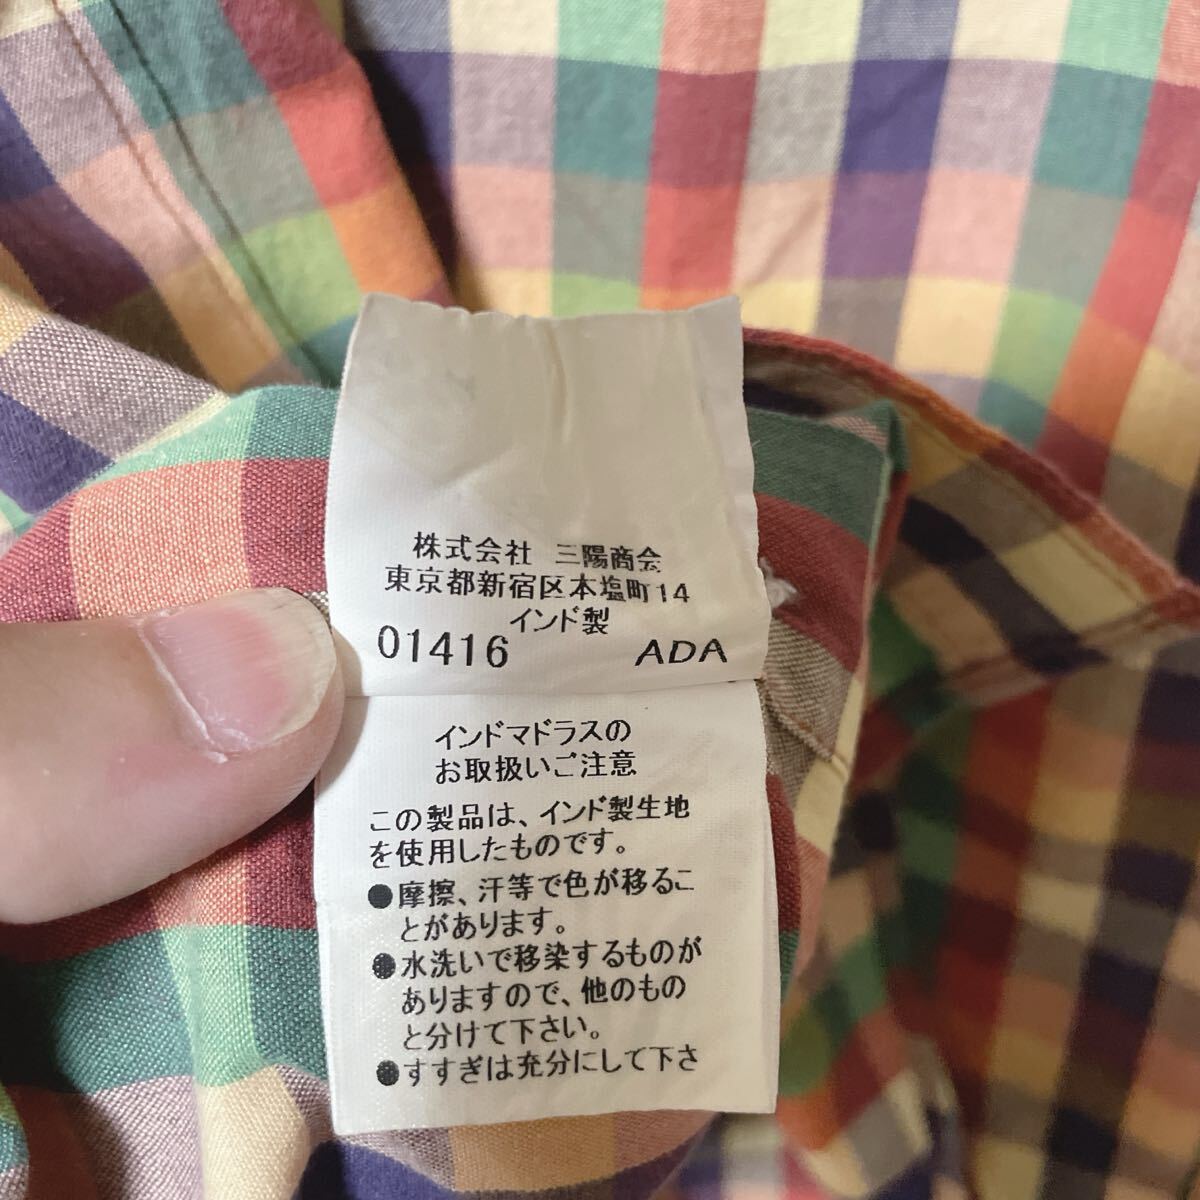 株式会社 三陽商会
東京都新宿区本塩町14
インド製
01416 ADA
インドマドラスの
お取扱いご注意
この製品は、インド製生地
を使用したものです。
●摩擦、汗等で色が移るこ
とがあります。
●水洗いで移染するものが
ありますので、他のもの
と分けて下さい。
●すすぎは充分にして下さ